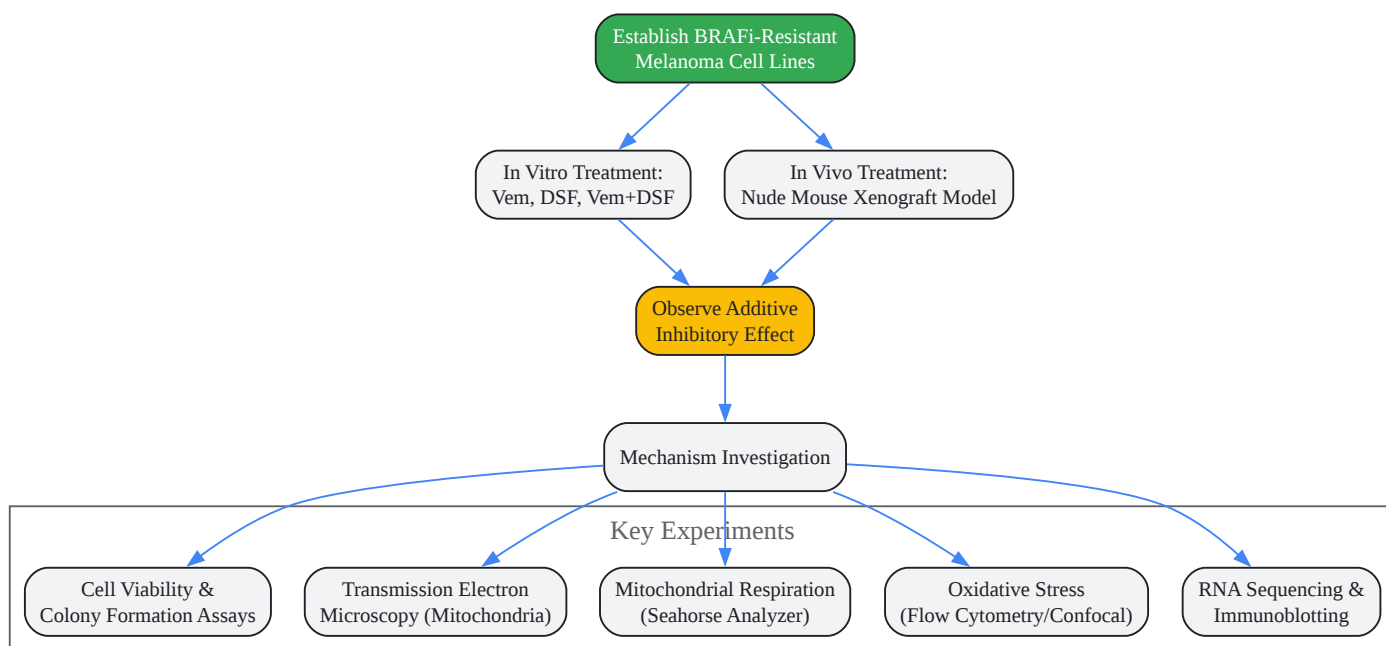 Establish BRAFi-Resistant
Melanoma Cell Lines
In Vitro Treatment:
Vem, DSF, Vem+DSF
In Vivo Treatment:
Nude Mouse Xenograft Model
Observe Additive
Inhibitory Effect
Mechanism Investigation
Key Experiments
Cell Viability &
Colony Formation Assays
Transmission Electron
Microscopy (Mitochondria)
Mitochondrial Respiration
(Seahorse Analyzer)
Oxidative Stress
(Flow Cytometry/Confocal)
RNA Sequencing &
Immunoblotting